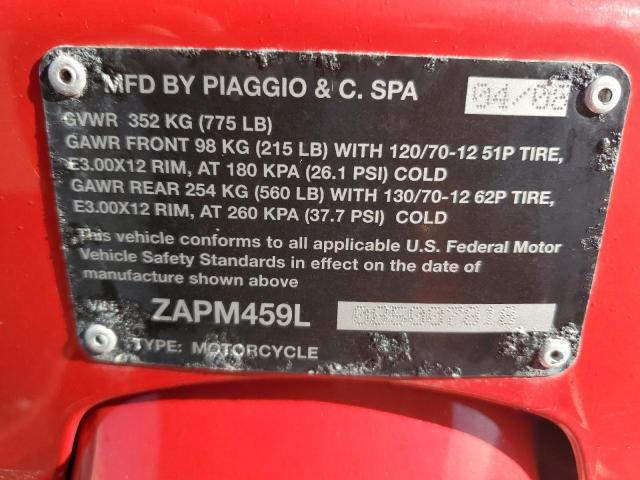 MFD BY PIAGGIO & C. SPA 04/08
GVWR 352 KG (775 LB)
GAWR FRONT 98 KG (215 LB) WITH 120/70-12 51P TIRE,
E3.00X12 RIM, AT 180 KPA (26.1 PSI) COLD
GAWR REAR 254 KG (560 LB) WITH 130/70-12 62P TIRE,
E3.00X12 RIM, AT 260 KPA (37.7 PSI) COLD
This vehicle conforms to all applicable U.S. Federal Motor
Vehicle Safety Standards in effect on the date of
manufacture shown above
ZAPM459L
TYPE: MOTORCYCLE